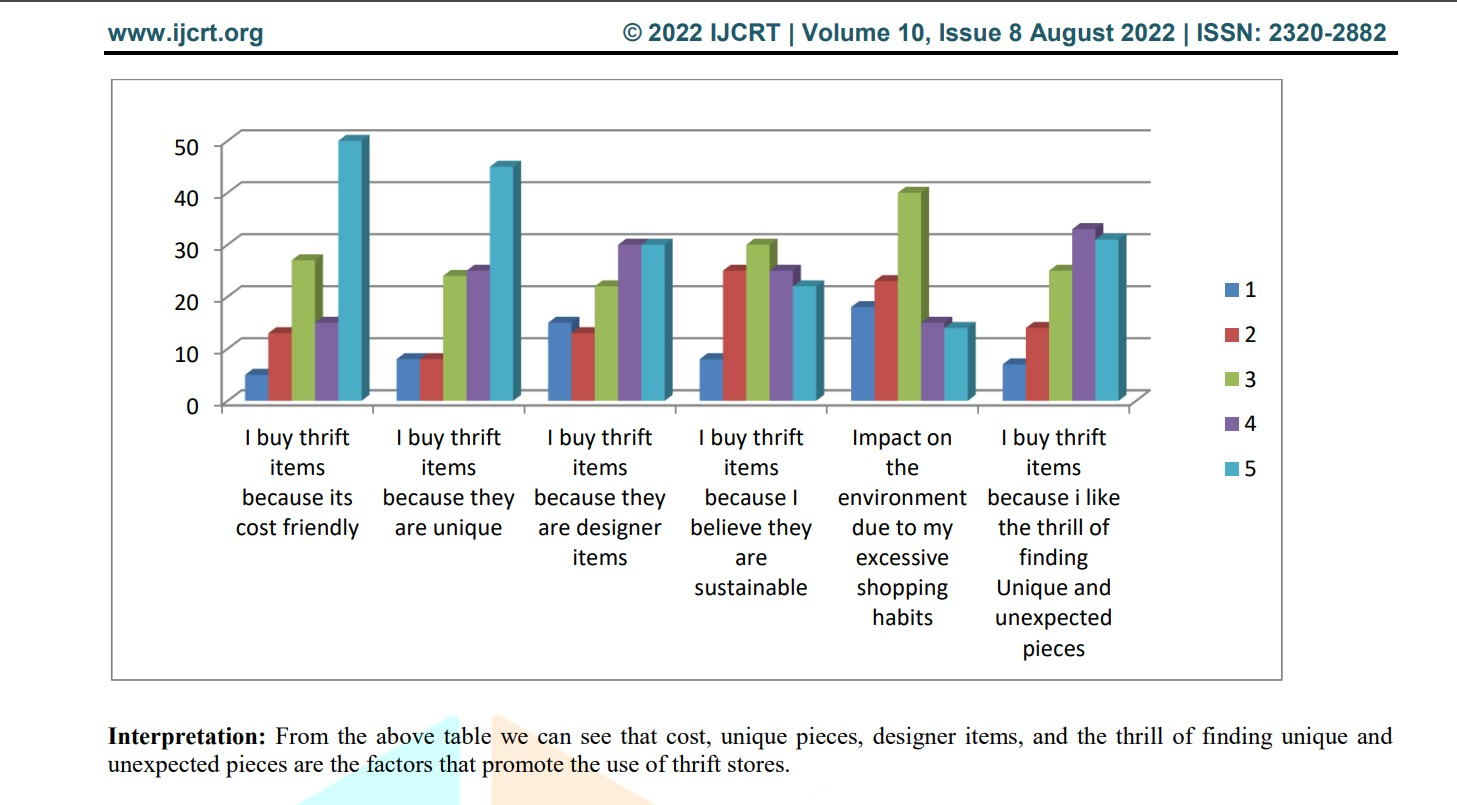 www.ijcrt.org © 2022 IJCRT | Volume 10, Issue 8 August 2022 | ISSN: 2320-2882
50
40
30
20
10
0
I buy thrift
items
because its
cost friendly
I buy thrift
items
because they
are unique
I buy thrift
items
because they
are designer
items
I buy thrift
items
because I
believe they
are
sustainable
Impact on
the
environment
due to my
excessive
shopping
habits
I buy thrift
items
because i like
the thrill of
finding
Unique and
unexpected
pieces
1
2
3
4
5
Interpretation: From the above table we can see that cost, unique pieces, designer items, and the thrill of finding unique and
unexpected pieces are the factors that promote the use of thrift stores.